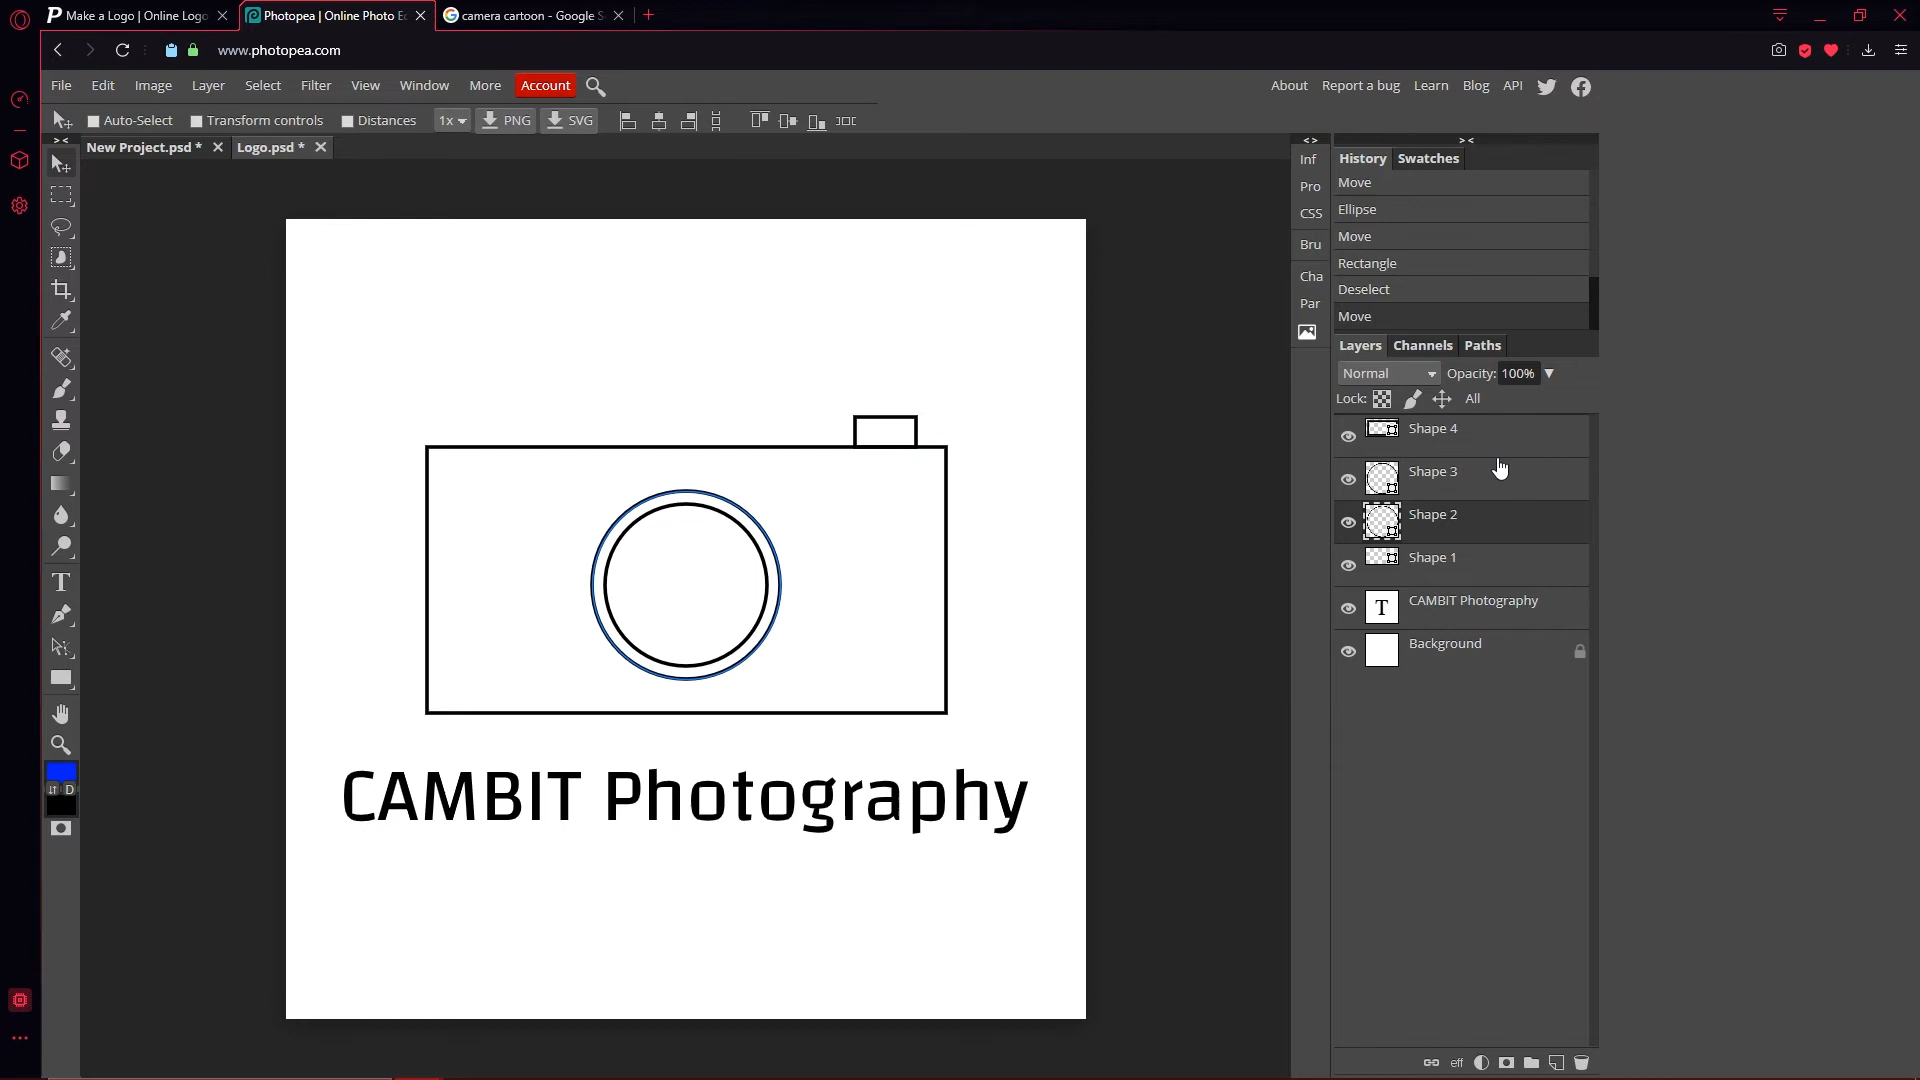 Make a Logo | Online Logo
Photopea | Online Photo E
camera cartoon - Google S
www.photopea.com
File Edit Image Layer Select Filter View Window More Account
About Report a bug Learn Blog API
Auto-Select Transform controls Distances 1x PNG SVG
New Project.psd * Logo.psd *
Inf
Pro
CSS
Bru
Cha
Par
History Swatches
Move
Ellipse
Move
Rectangle
Deselect
Move
Layers Channels Paths
Normal Opacity: 100%
Lock: All
Shape 4
Shape 3
Shape 2
Shape 1
T CAMBIT Photography
Background
T
D
CAMBIT Photography
eff